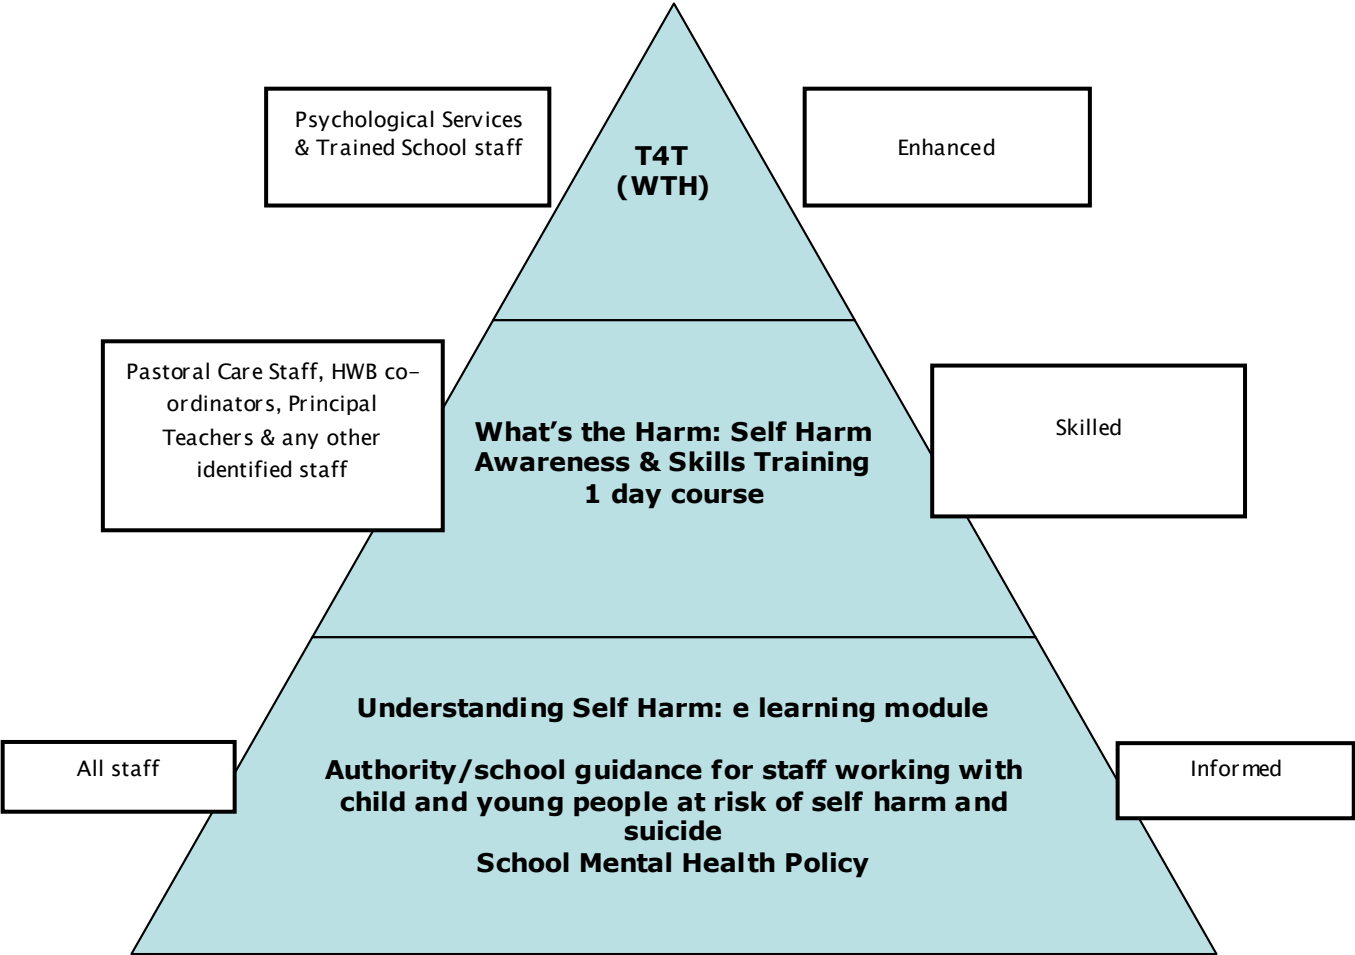 Psychological Services
& Trained School staff
T4T
(WTH)
Enhanced
Pastoral Care Staff, HWB co-
ordinators, Principal
Teachers & any other
identified staff
What’s the Harm: Self Harm
Awareness & Skills Training
1 day course
Skilled
Understanding Self Harm: e learning module
All staff
Authority/school guidance for staff working with
child and young people at risk of self harm and
suicide
School Mental Health Policy
Informed